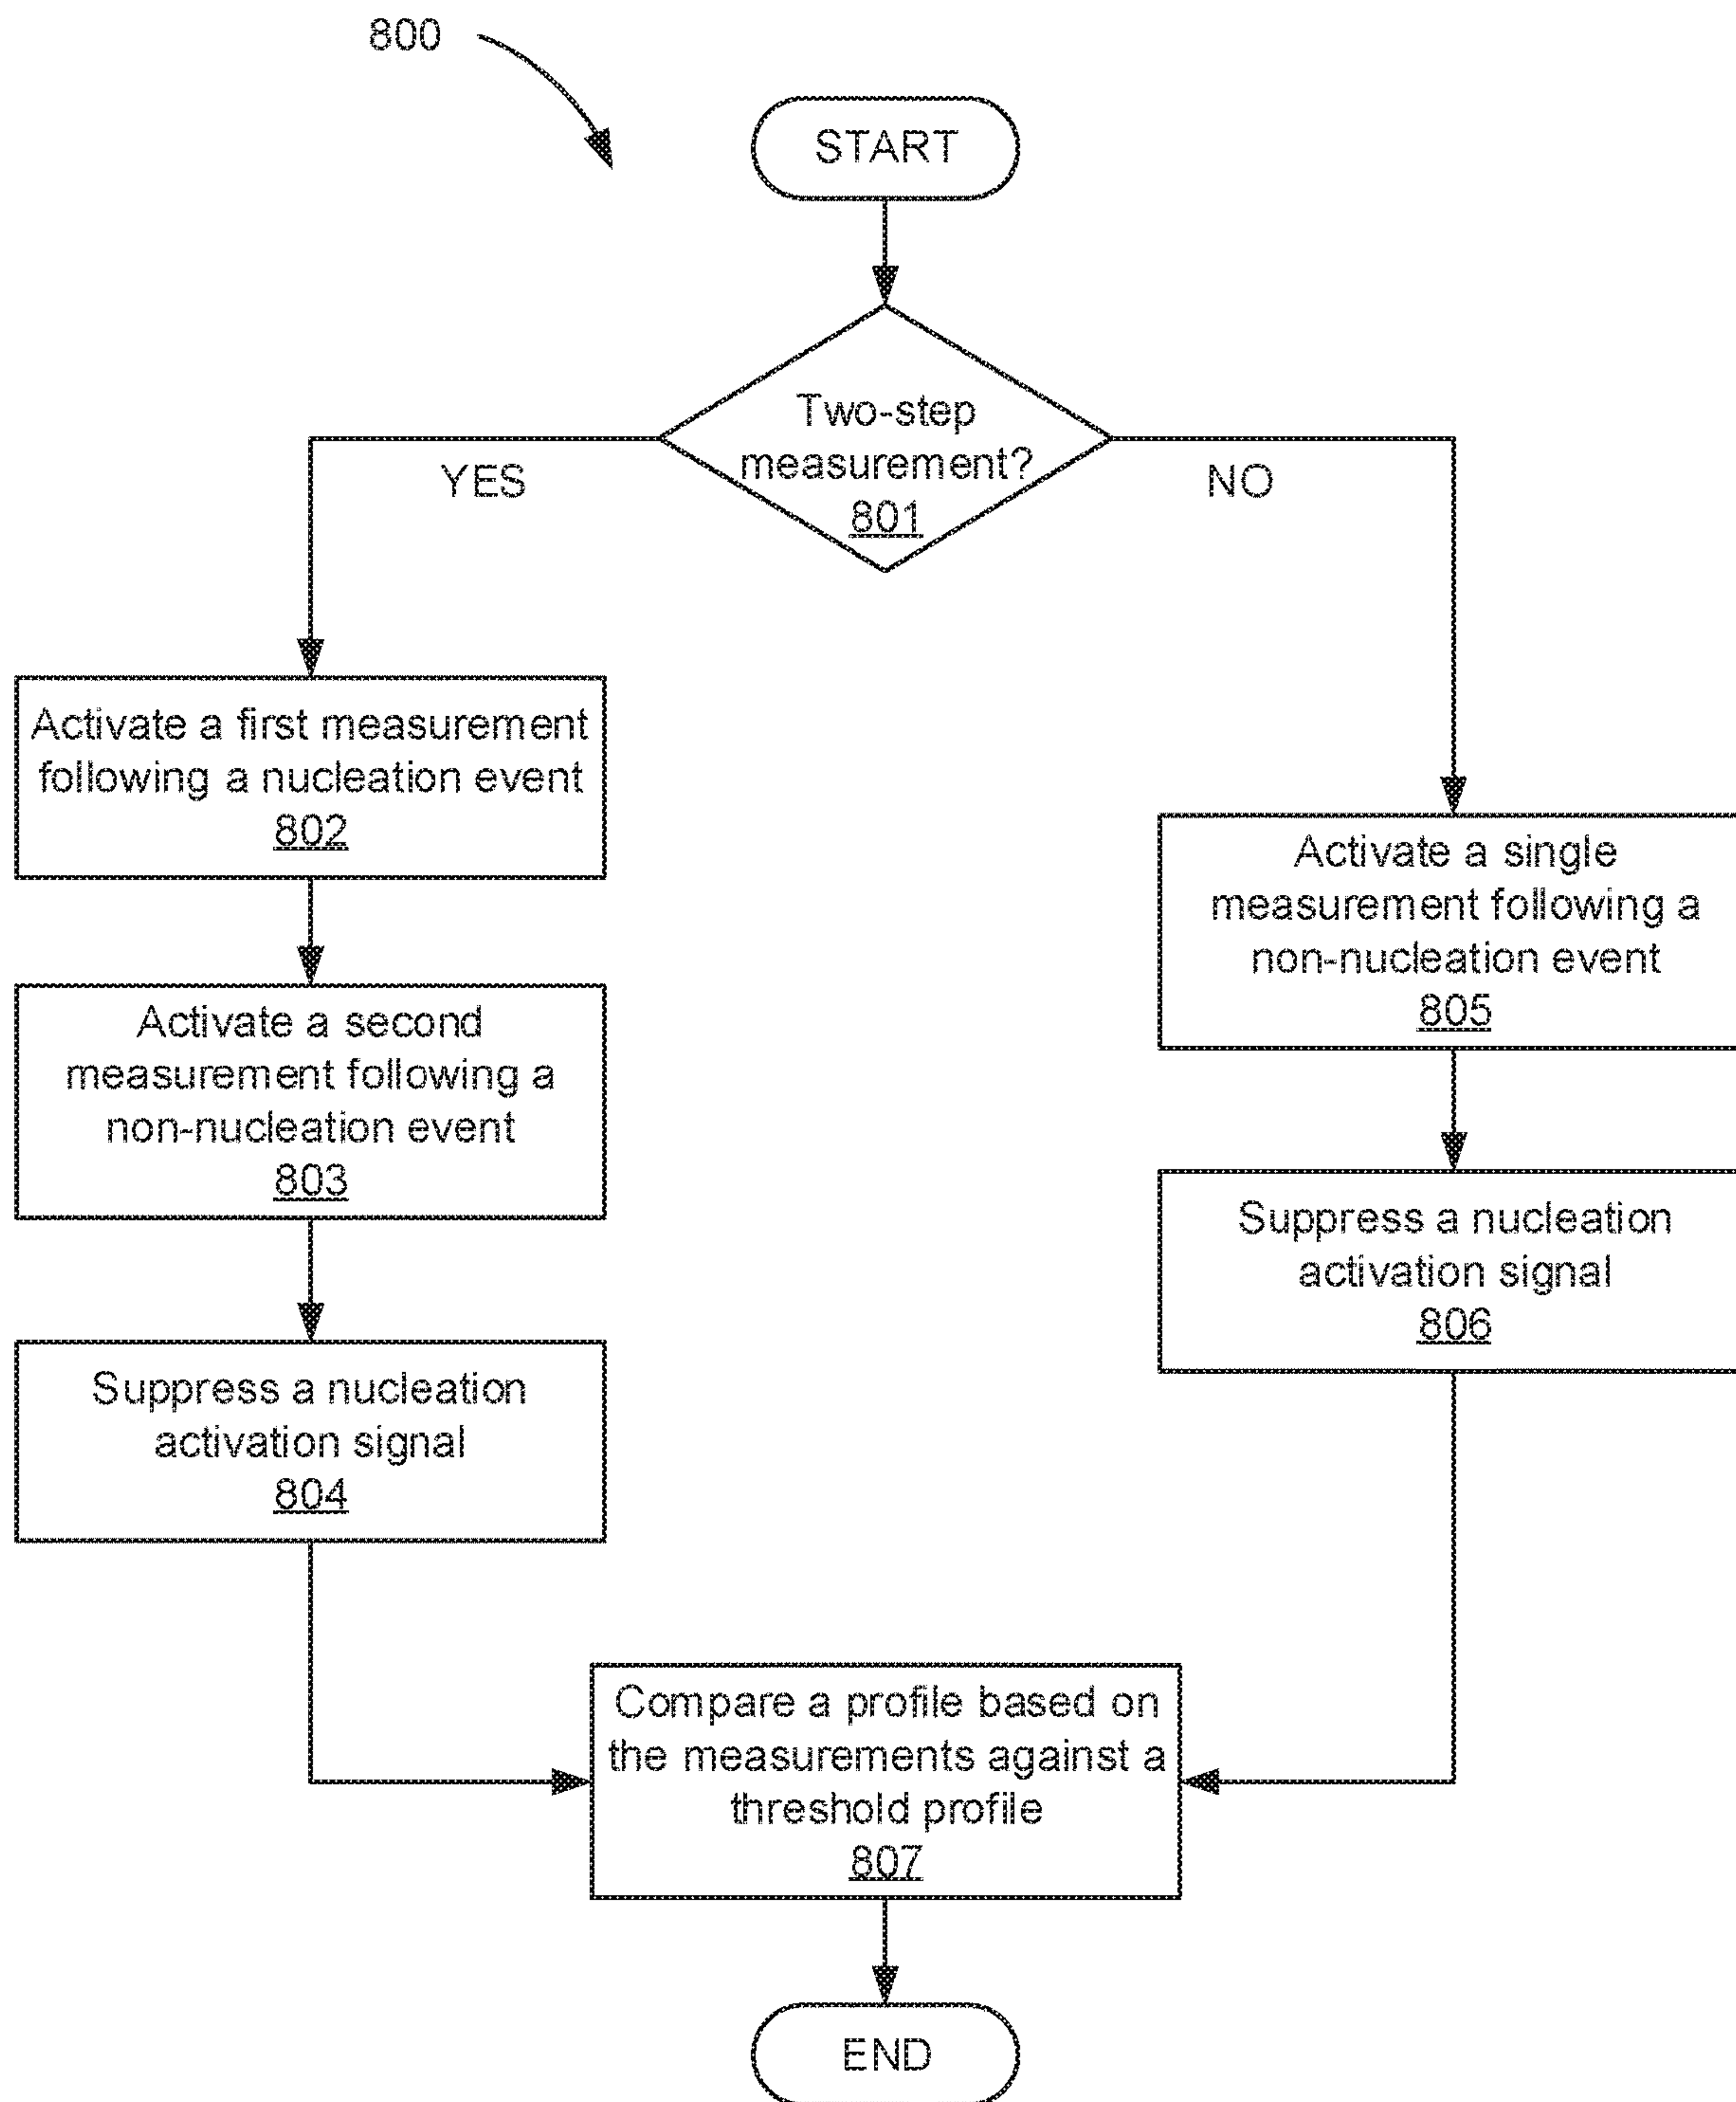 800
START
Two-step
measurement?
801
YES
NO
Activate a first measurement
following a nucleation event
802
Activate a second
measurement following a
non-nucleation event
803
Suppress a nucleation
activation signal
804
Activate a single
measurement following a
non-nucleation event
805
Suppress a nucleation
activation signal
806
Compare a profile based on
the measurements against a
threshold profile
807
END